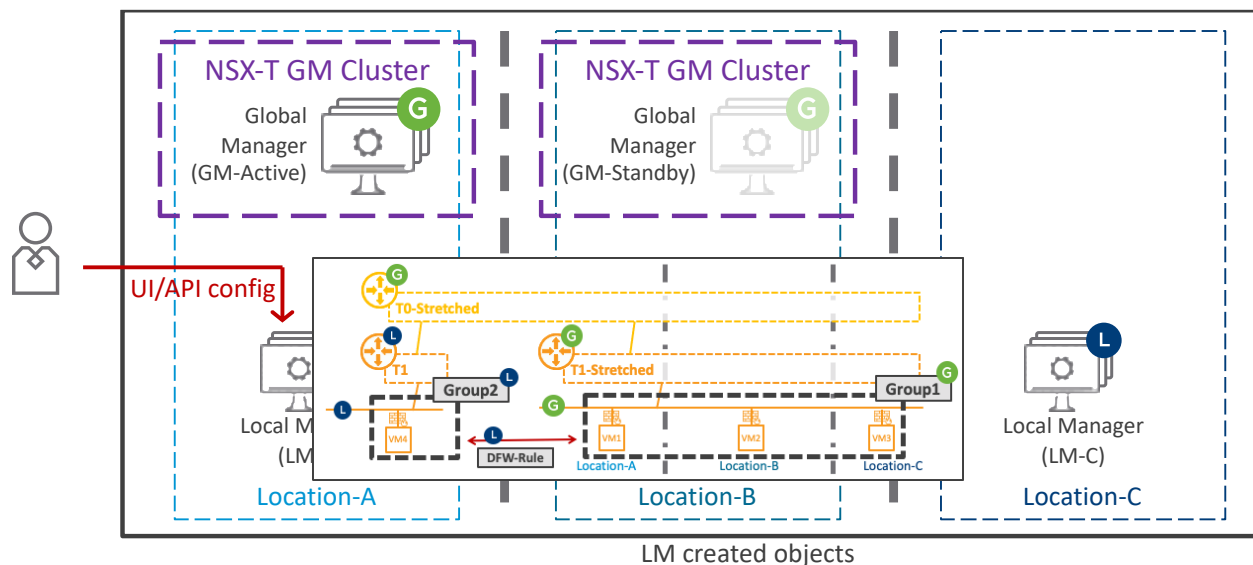 NSX-T GM Cluster
Global
Manager
(GM-Active)
G
NSX-T GM Cluster
Global
Manager
(GM-Standby)
G
UI/API config
G
T0-Stretched
L
T1
G
T1-Stretched
Group2
L
Group1
G
L
G
VM4
VM1
VM2
VM3
L
DFW-Rule
Location-A
Location-B
Location-C
Local M
(LM
L
Local Manager
(LM-C)
Location-A
Location-B
Location-C
LM created objects